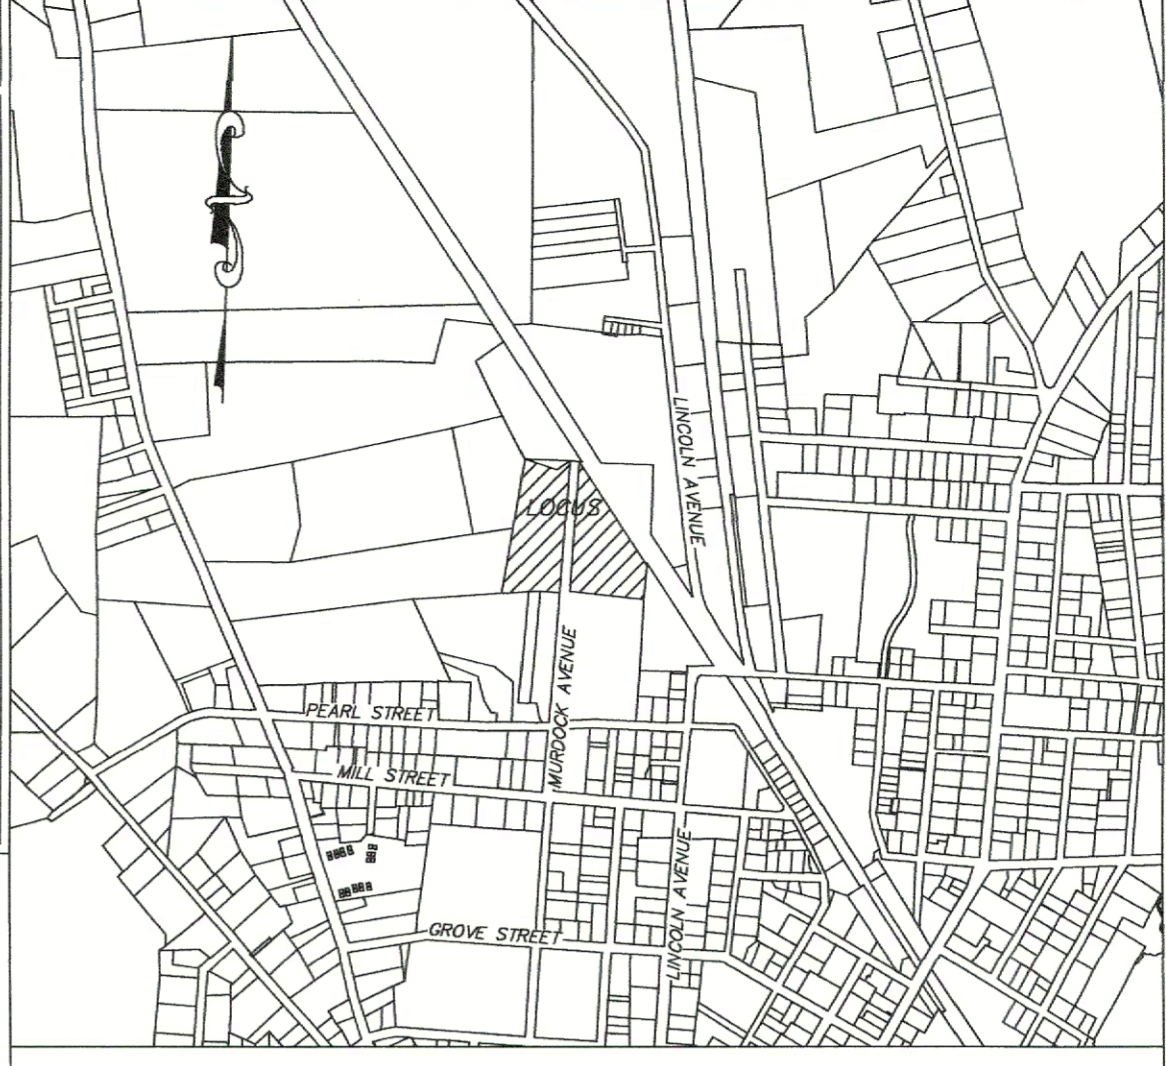 LINCOLN AVENUE
LOCUS
MURDOCK AVENUE
PEARL STREET
MILL STREET
LINCOLN AVENUE
GROVE STREET